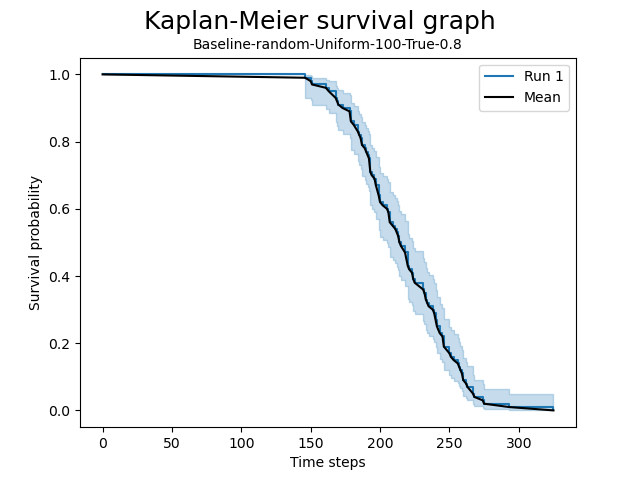 Kaplan-Meier survival graph
Baseline-random-Uniform-100-True-0.8
Run 1
Mean
Survival probability
1.0
0.8
0.6
0.4
0.2
0.0
0 50 100 150 200 250 300
Time steps